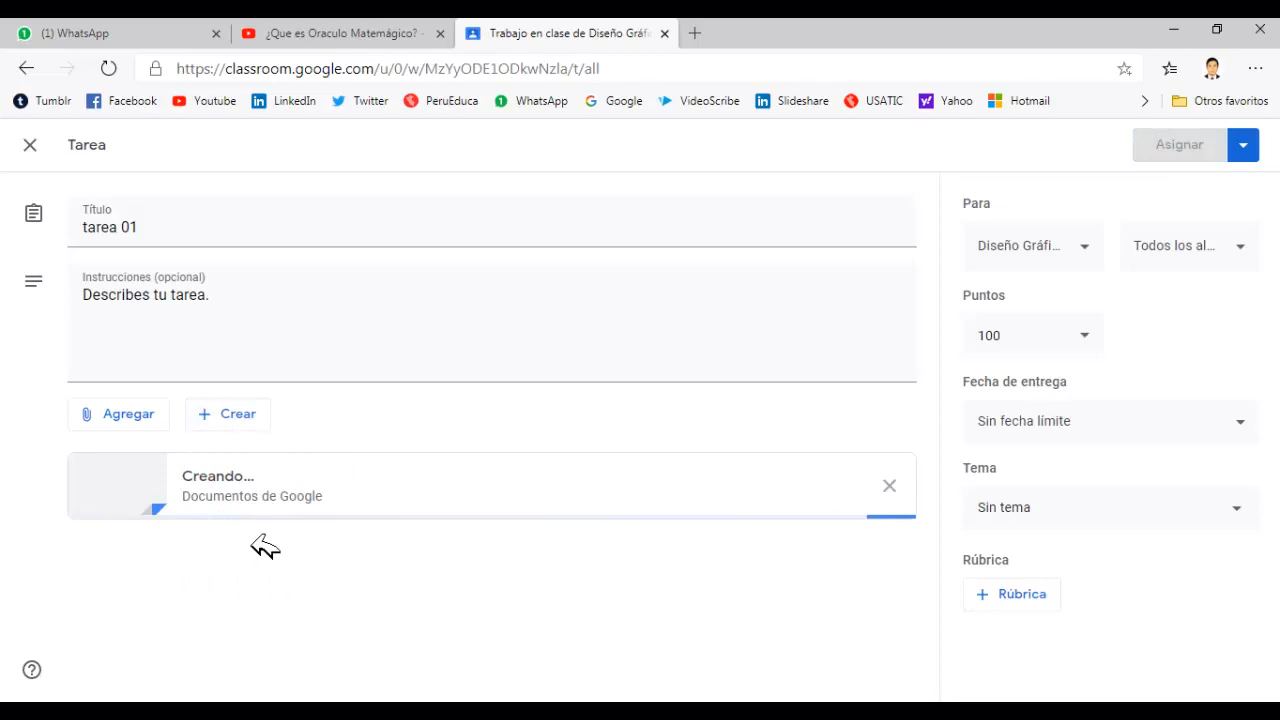 (1) WhatsApp
¿Que es Oraculo Matemágico? -
Trabajo en clase de Diseño Gráfi
https://classroom.google.com/u/0/w/MzYyODE1ODkwNzIa/t/all
Tumblr Facebook Youtube LinkedIn Twitter PeruEduca WhatsApp Google VideoScribe Slideshare USATIC Yahoo Hotmail Otros favoritos
Tarea
Asignar
Título
tarea 01
Instrucciones (opcional)
Describes tu tarea.
Agregar
Crear
Creando...
Documentos de Google
Para
Diseño Gráfi...
Todos los al...
Puntos
100
Fecha de entrega
Sin fecha límite
Tema
Sin tema
Rúbrica
Rúbrica